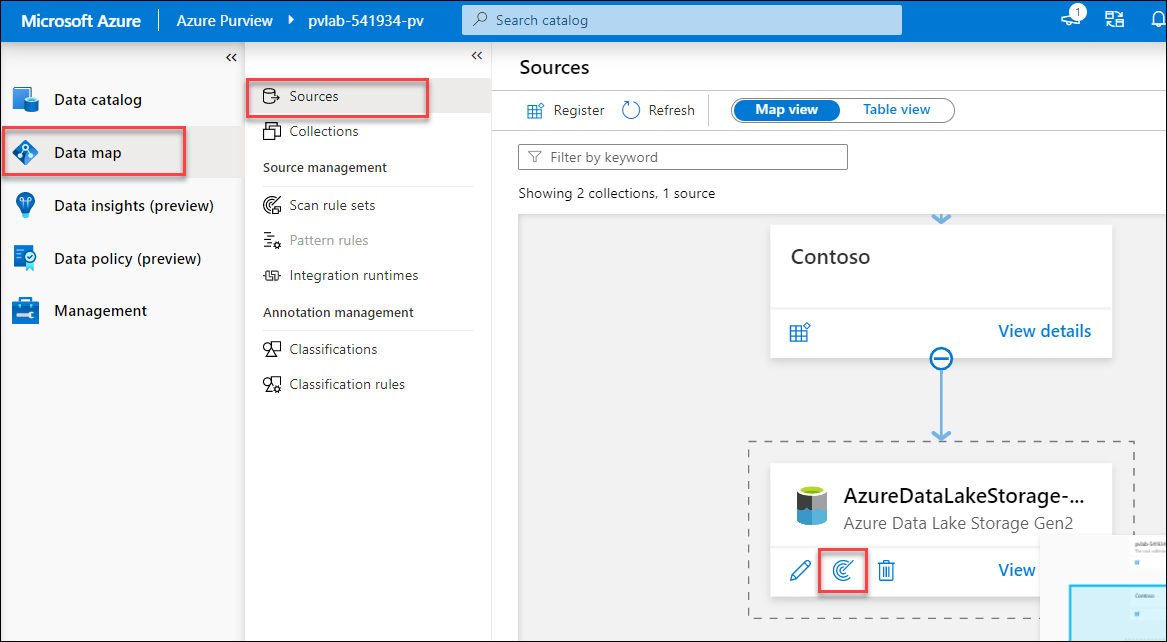 Microsoft Azure Azure Purview pvlab-541934-pv Search catalog 1
Data catalog
Data map
Data insights (preview)
Data policy (preview)
Management
Sources
Collections
Source management
Scan rule sets
Pattern rules
Integration runtimes
Annotation management
Classifications
Classification rules
Sources
Register Refresh Map view Table view
Filter by keyword
Showing 2 collections, 1 source
Contoso
View details
AzureDataLakeStorage-...
Azure Data Lake Storage Gen2
View
Contoso